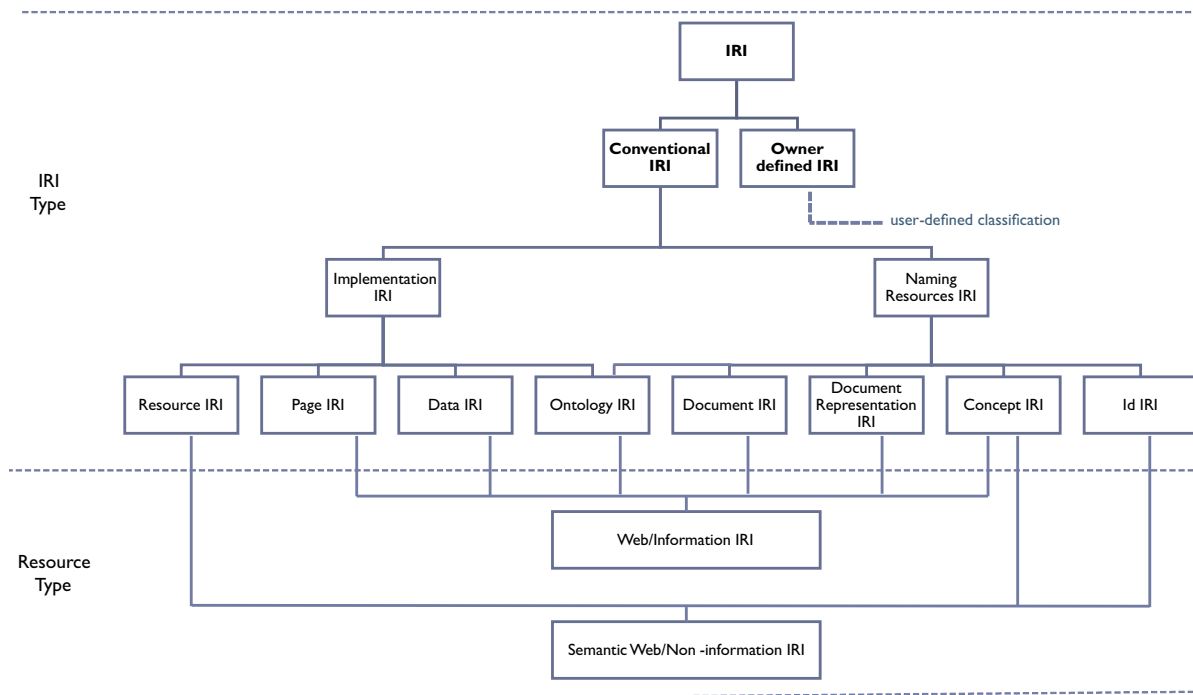 IRI
Conventional
IRI
Owner
defined IRI
IRI
Type
user-defined classification
Implementation
IRI
Naming
Resources IRI
Resource IRI
Page IRI
Data IRI
Ontology IRI
Document IRI
Document
Representation
IRI
Concept IRI
Id IRI
Web/Information IRI
Resource
Type
Semantic Web/Non -information IRI